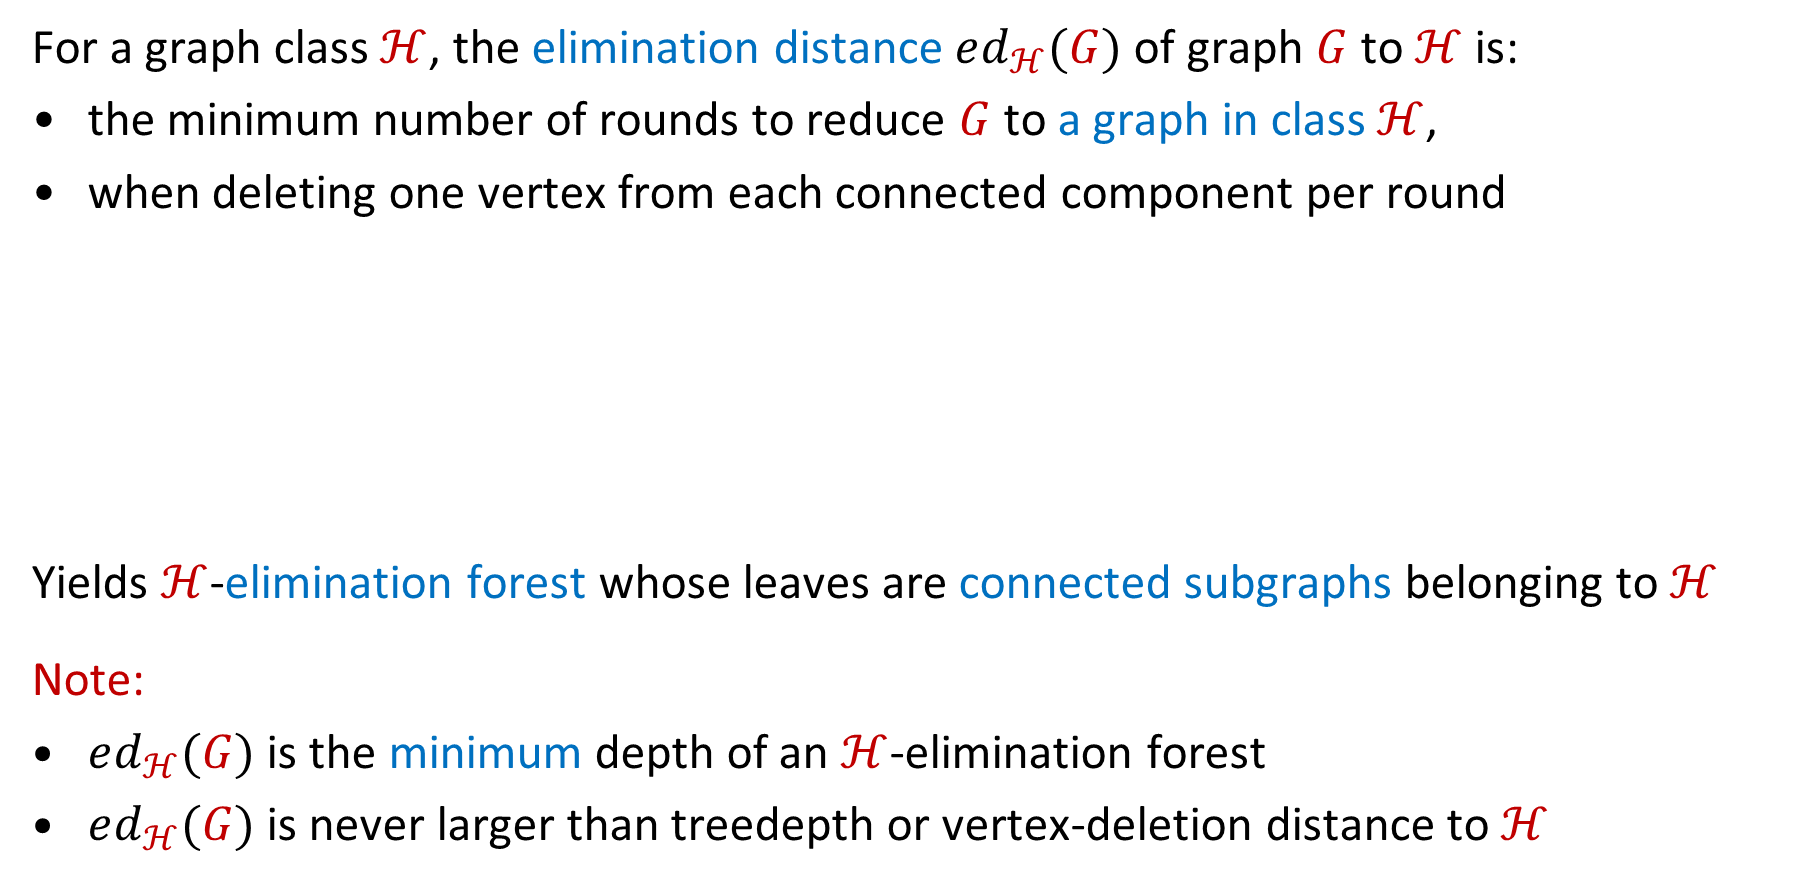 For a graph class ℋ, the elimination distance 𝑒𝑑_ℋ(𝐺) of graph 𝐺 to ℋ is:
• the minimum number of rounds to reduce 𝐺 to a graph in class ℋ,
• when deleting one vertex from each connected component per round
Yields ℋ-elimination forest whose leaves are connected subgraphs belonging to ℋ
Note:
• 𝑒𝑑_ℋ(𝐺) is the minimum depth of an ℋ-elimination forest
• 𝑒𝑑_ℋ(𝐺) is never larger than treedepth or vertex-deletion distance to ℋ